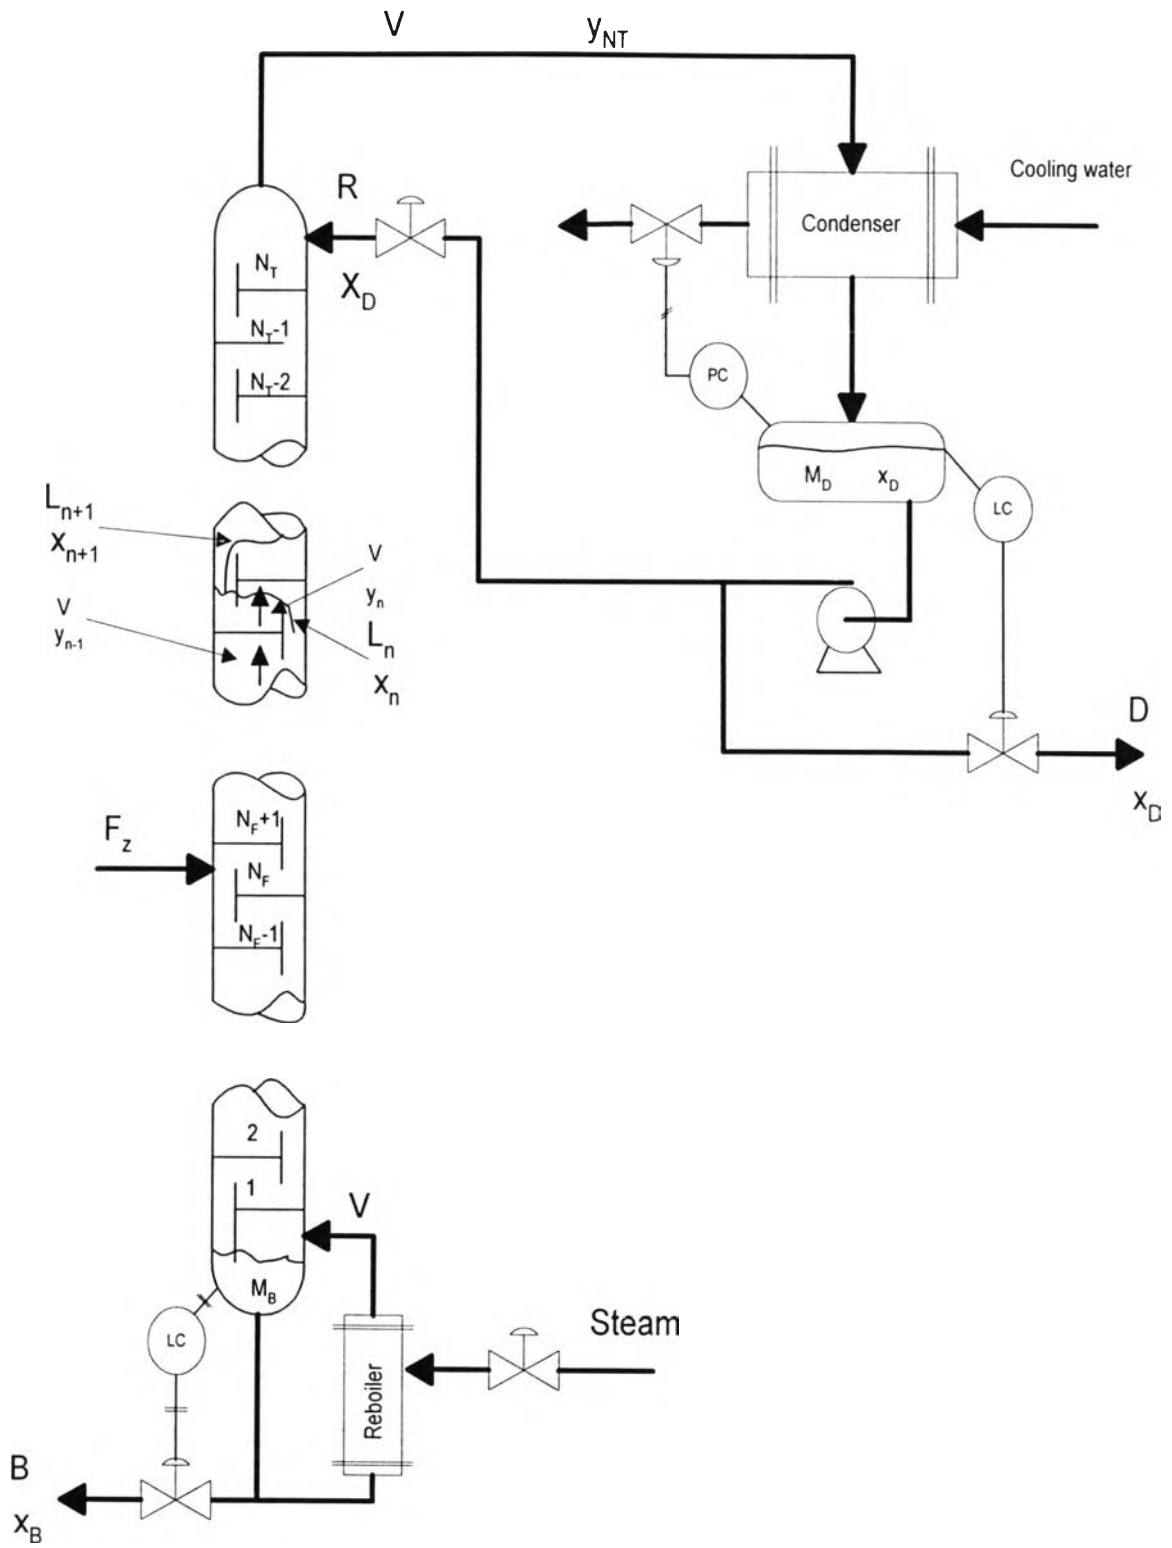 V
y_NT
Cooling water
Condenser
R
X_D
N_T
N_T-1
N_T-2
PC
M_D
x_D
LC
L_n+1
x_n+1
V
y_n
V
y_n-1
L_n
x_n
D
x_D
F_z
N_F+1
N_F
N_F-1
2
1
V
M_B
LC
Steam
Reboiler
B
x_B